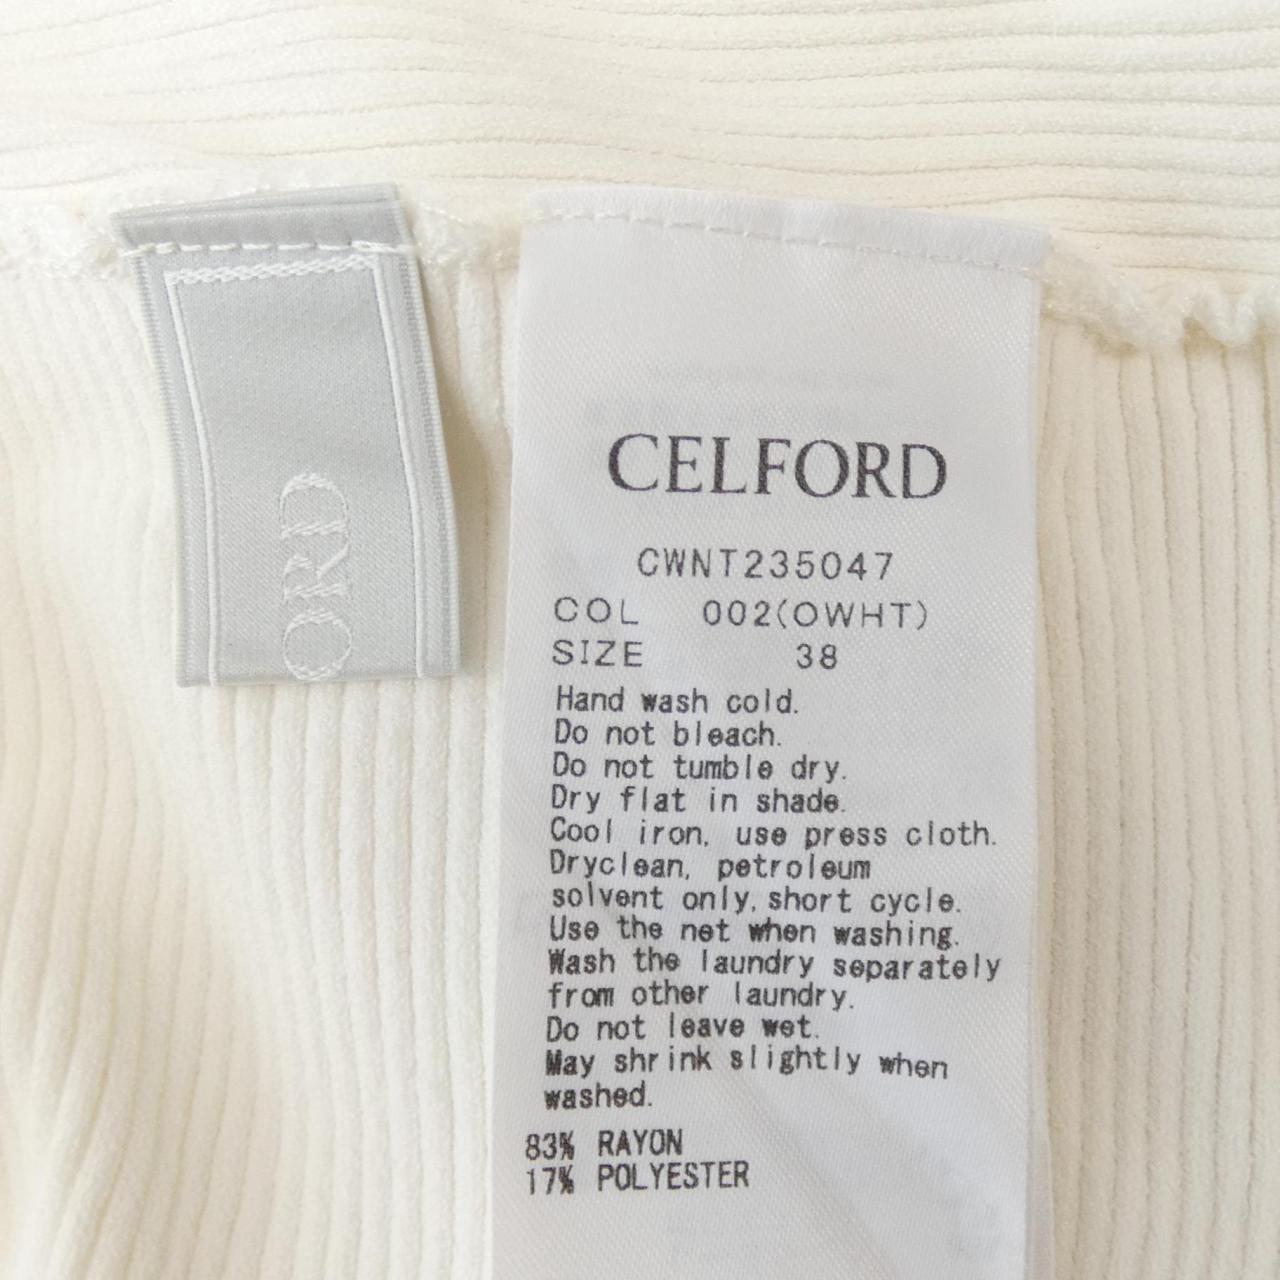 ORD
CELFORD
CWNT235047
COL 002(OWHT)
SIZE 38
Hand wash cold.
Do not bleach.
Do not tumble dry.
Dry flat in shade.
Cool iron, use press cloth.
Dryclean, petroleum
solvent only, short cycle.
Use the net when washing.
Wash the laundry separately
from other laundry.
Do not leave wet.
May shrink slightly when
washed.
83% RAYON
17% POLYESTER